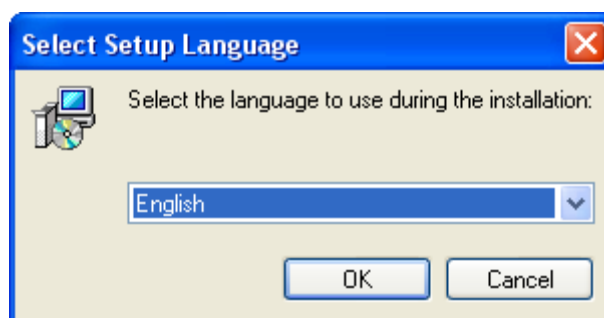 Select Setup Language
Select the language to use during the installation:
English
OK
Cancel